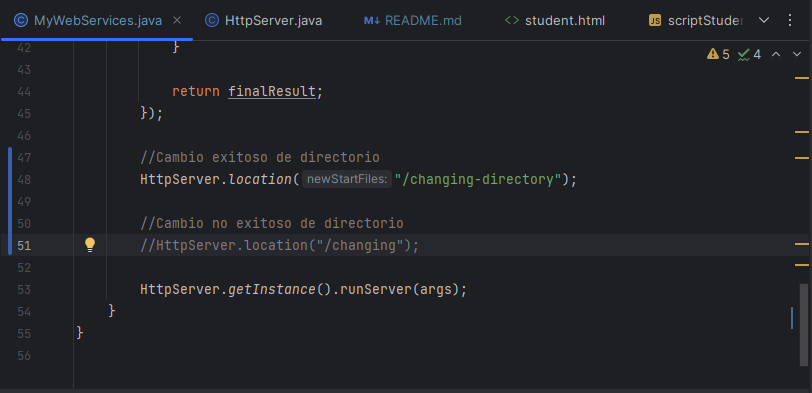 MyWebServices.java HttpServer.java README.md student.html scriptStude
42 }
5 4
43
44 return finalResult;
45 });
46
47 //Cambio exitoso de directorio
48 HttpServer.location( newStartFiles: "/changing-directory");
49
50 //Cambio no exitoso de directorio
51 //HttpServer.location("/changing");
52
53 HttpServer.getInstance().runServer(args);
54 }
55 }
56